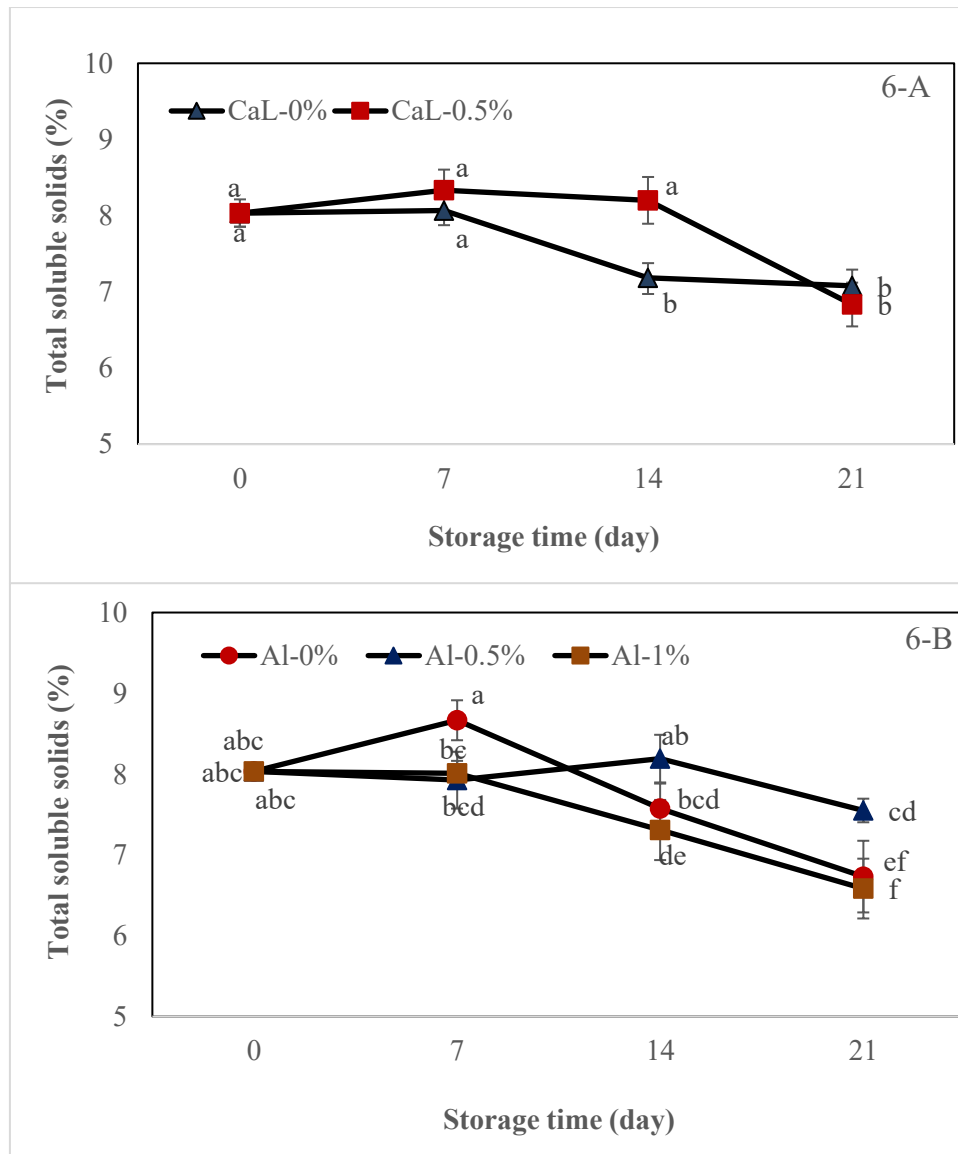 10
6-A
CaL-0% CaL-0.5%
9
Total soluble solids (%)
a
a
a
8
a
a
7
b
b
b
6
5
0 7 14 21
Storage time (day)
10
6-B
Al-0% Al-0.5% Al-1%
9
Total soluble solids (%)
a
abc
bc
ab
8
abc
abc
bcd
bcd
cd
7
de
ef
f
6
5
0 7 14 21
Storage time (day)